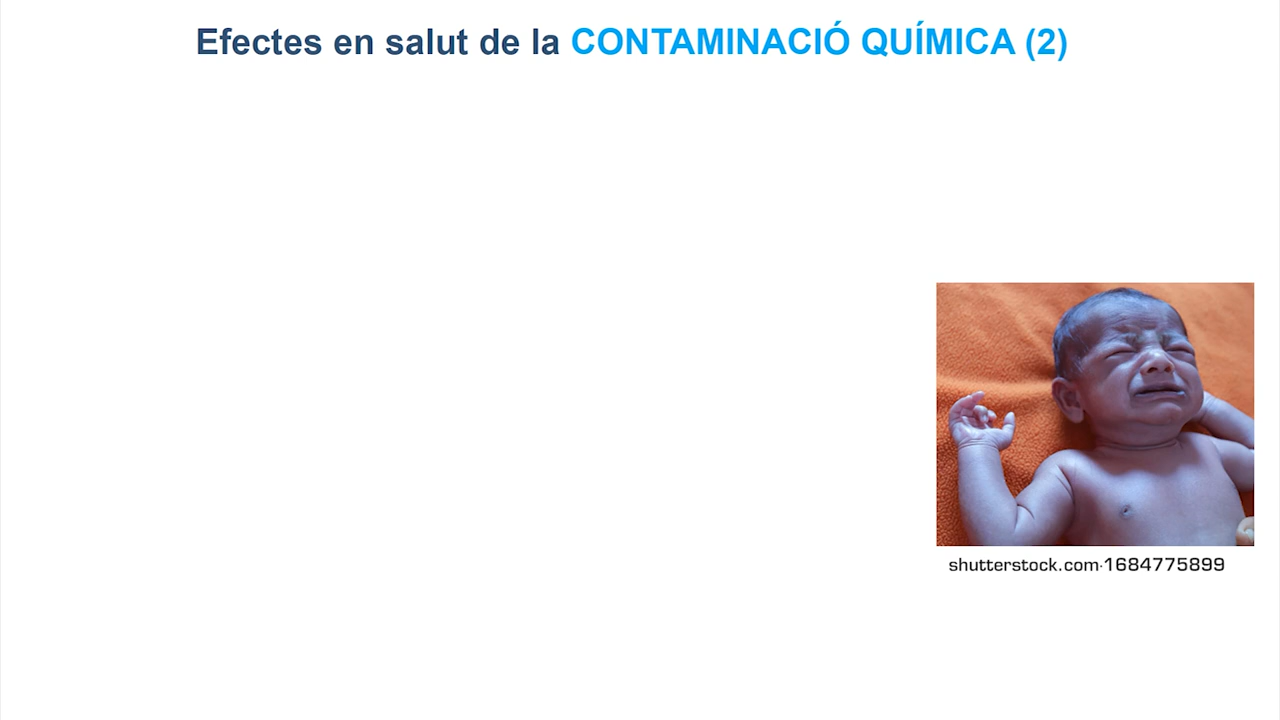 Efectes en salut de la CONTAMINACIÓ QUÍMICA (2)
shutterstock.com·1684775899